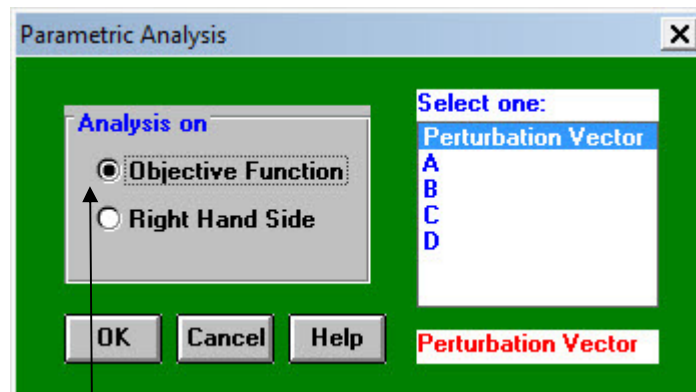 Parametric Analysis
Analysis on
Objective Function
Right Hand Side
Select one:
Perturbation Vector
A
B
C
D
OK
Cancel
Help
Perturbation Vector